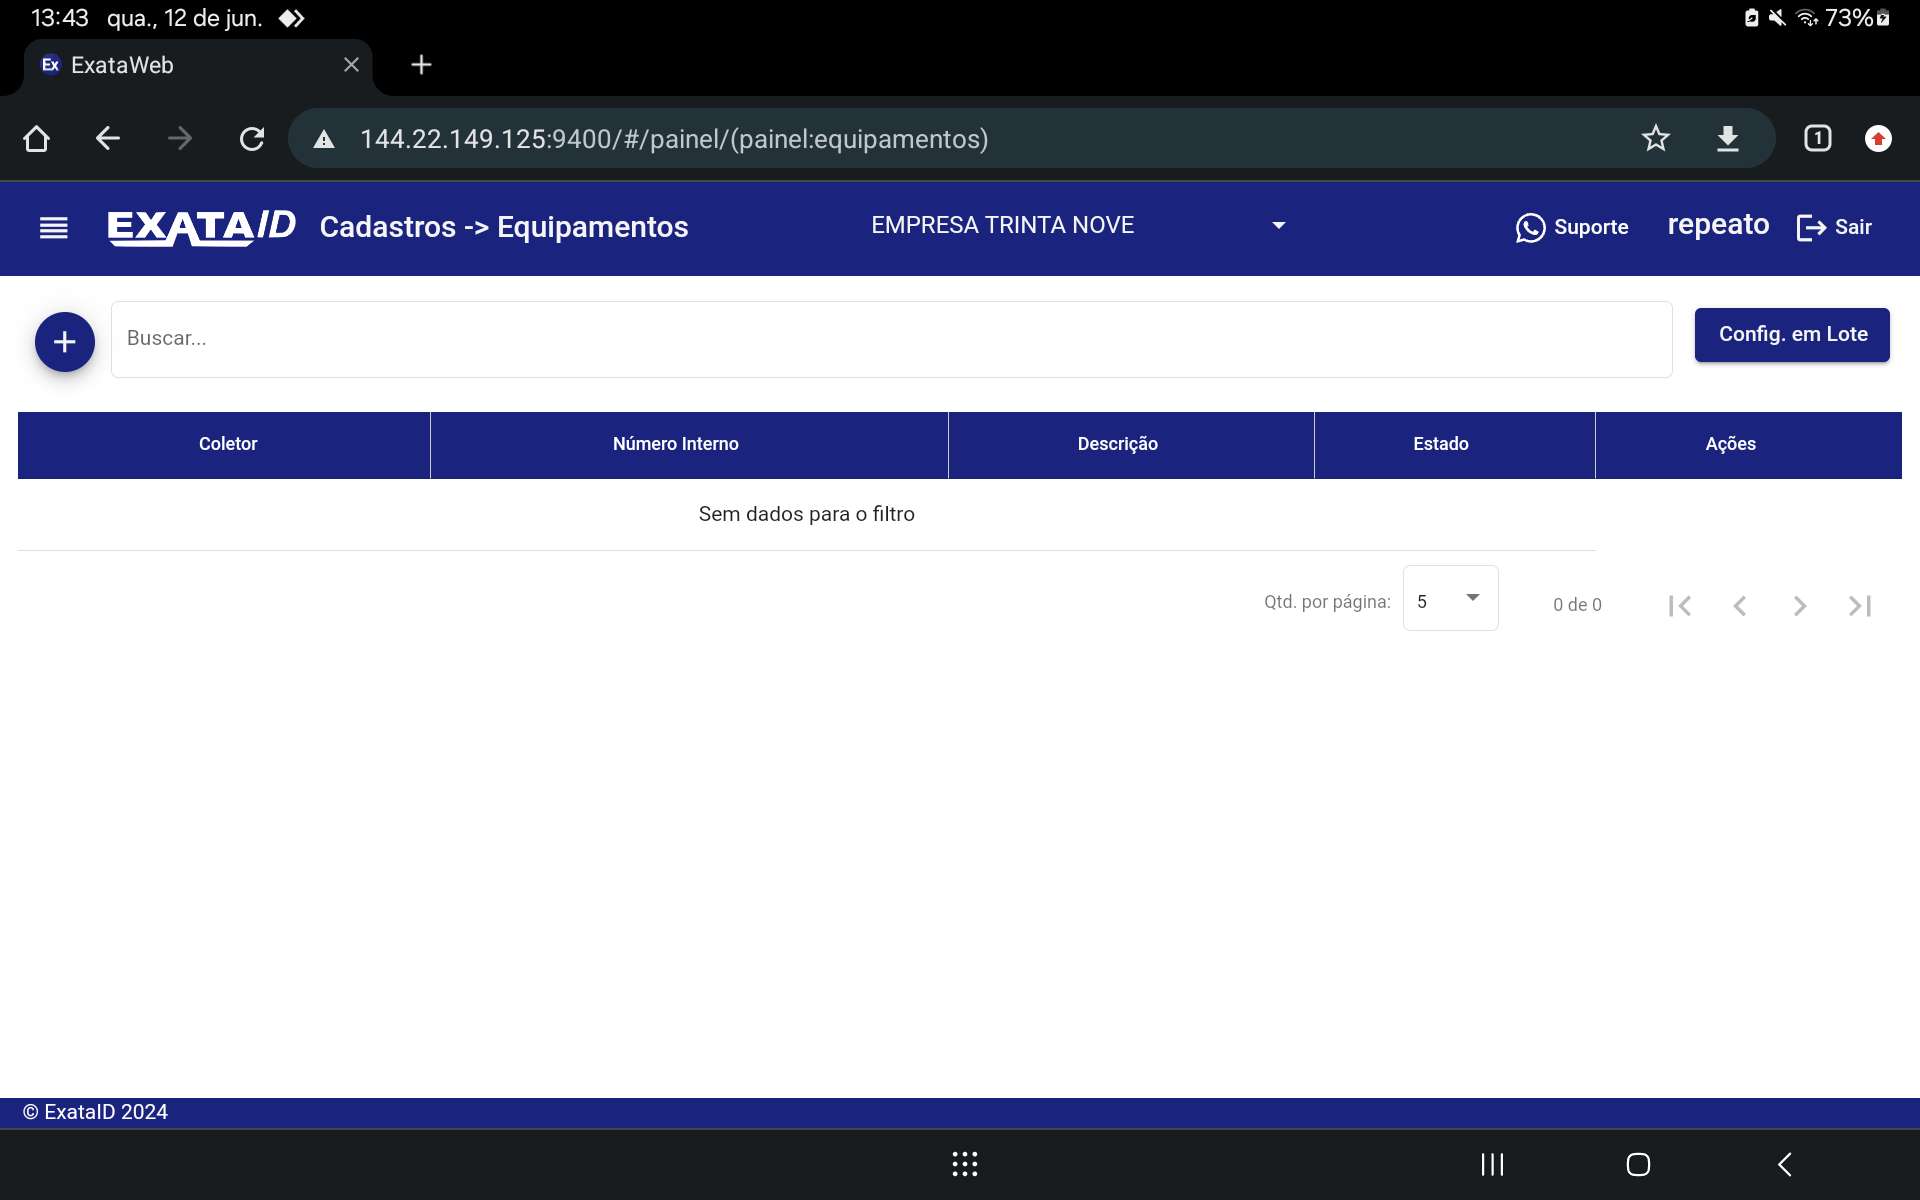 13:43 qua., 12 de jun. 73%
Ex ExataWeb
144.22.149.125:9400/#/painel/(painel:equipamentos) 1
EXATAID Cadastros -> Equipamentos EMPRESA TRINTA NOVE Suporte repeato Sair
Buscar... Config. em Lote
Coletor Número Interno Descrição Estado Ações
Sem dados para o filtro
Qtd. por página: 5 0 de 0
© ExataID 2024